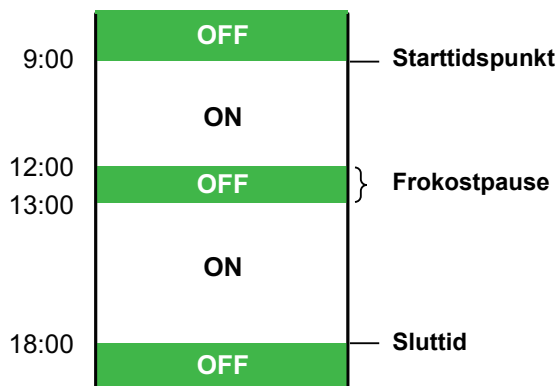 OFF
9:00
Starttidspunkt
ON
12:00
OFF
Frokostpause
13:00
ON
18:00
Sluttid
OFF